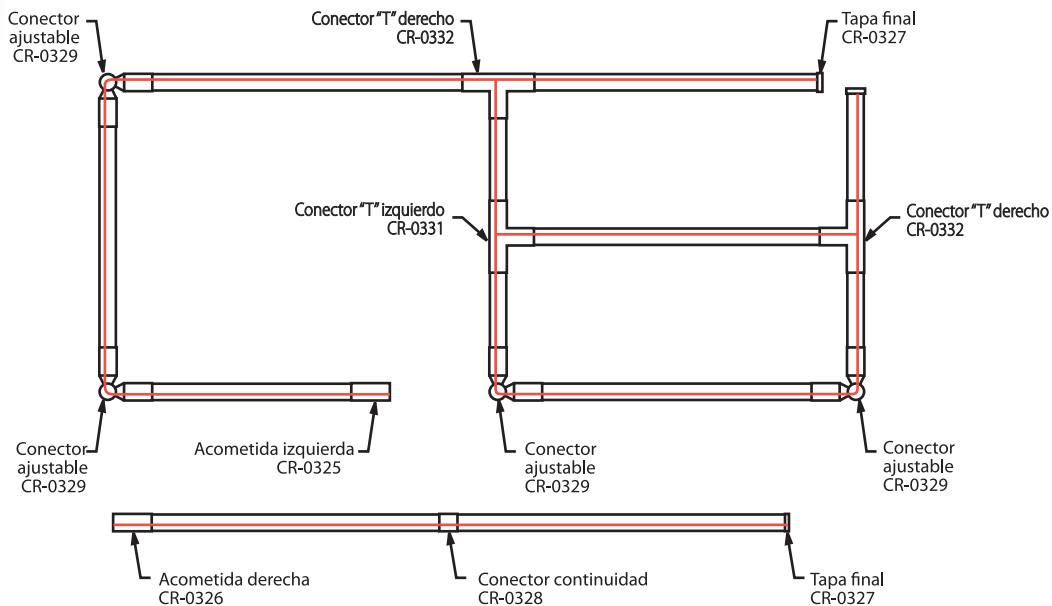 Conector
ajustable
CR-0329
Conector "T" derecho
CR-0332
Tapa final
CR-0327
Conector "T" izquierdo
CR-0331
Conector "T" derecho
CR-0332
Conector
ajustable
CR-0329
Acometida izquierda
CR-0325
Conector
ajustable
CR-0329
Conector
ajustable
CR-0329
Acometida derecha
CR-0326
Conector continuidad
CR-0328
Tapa final
CR-0327